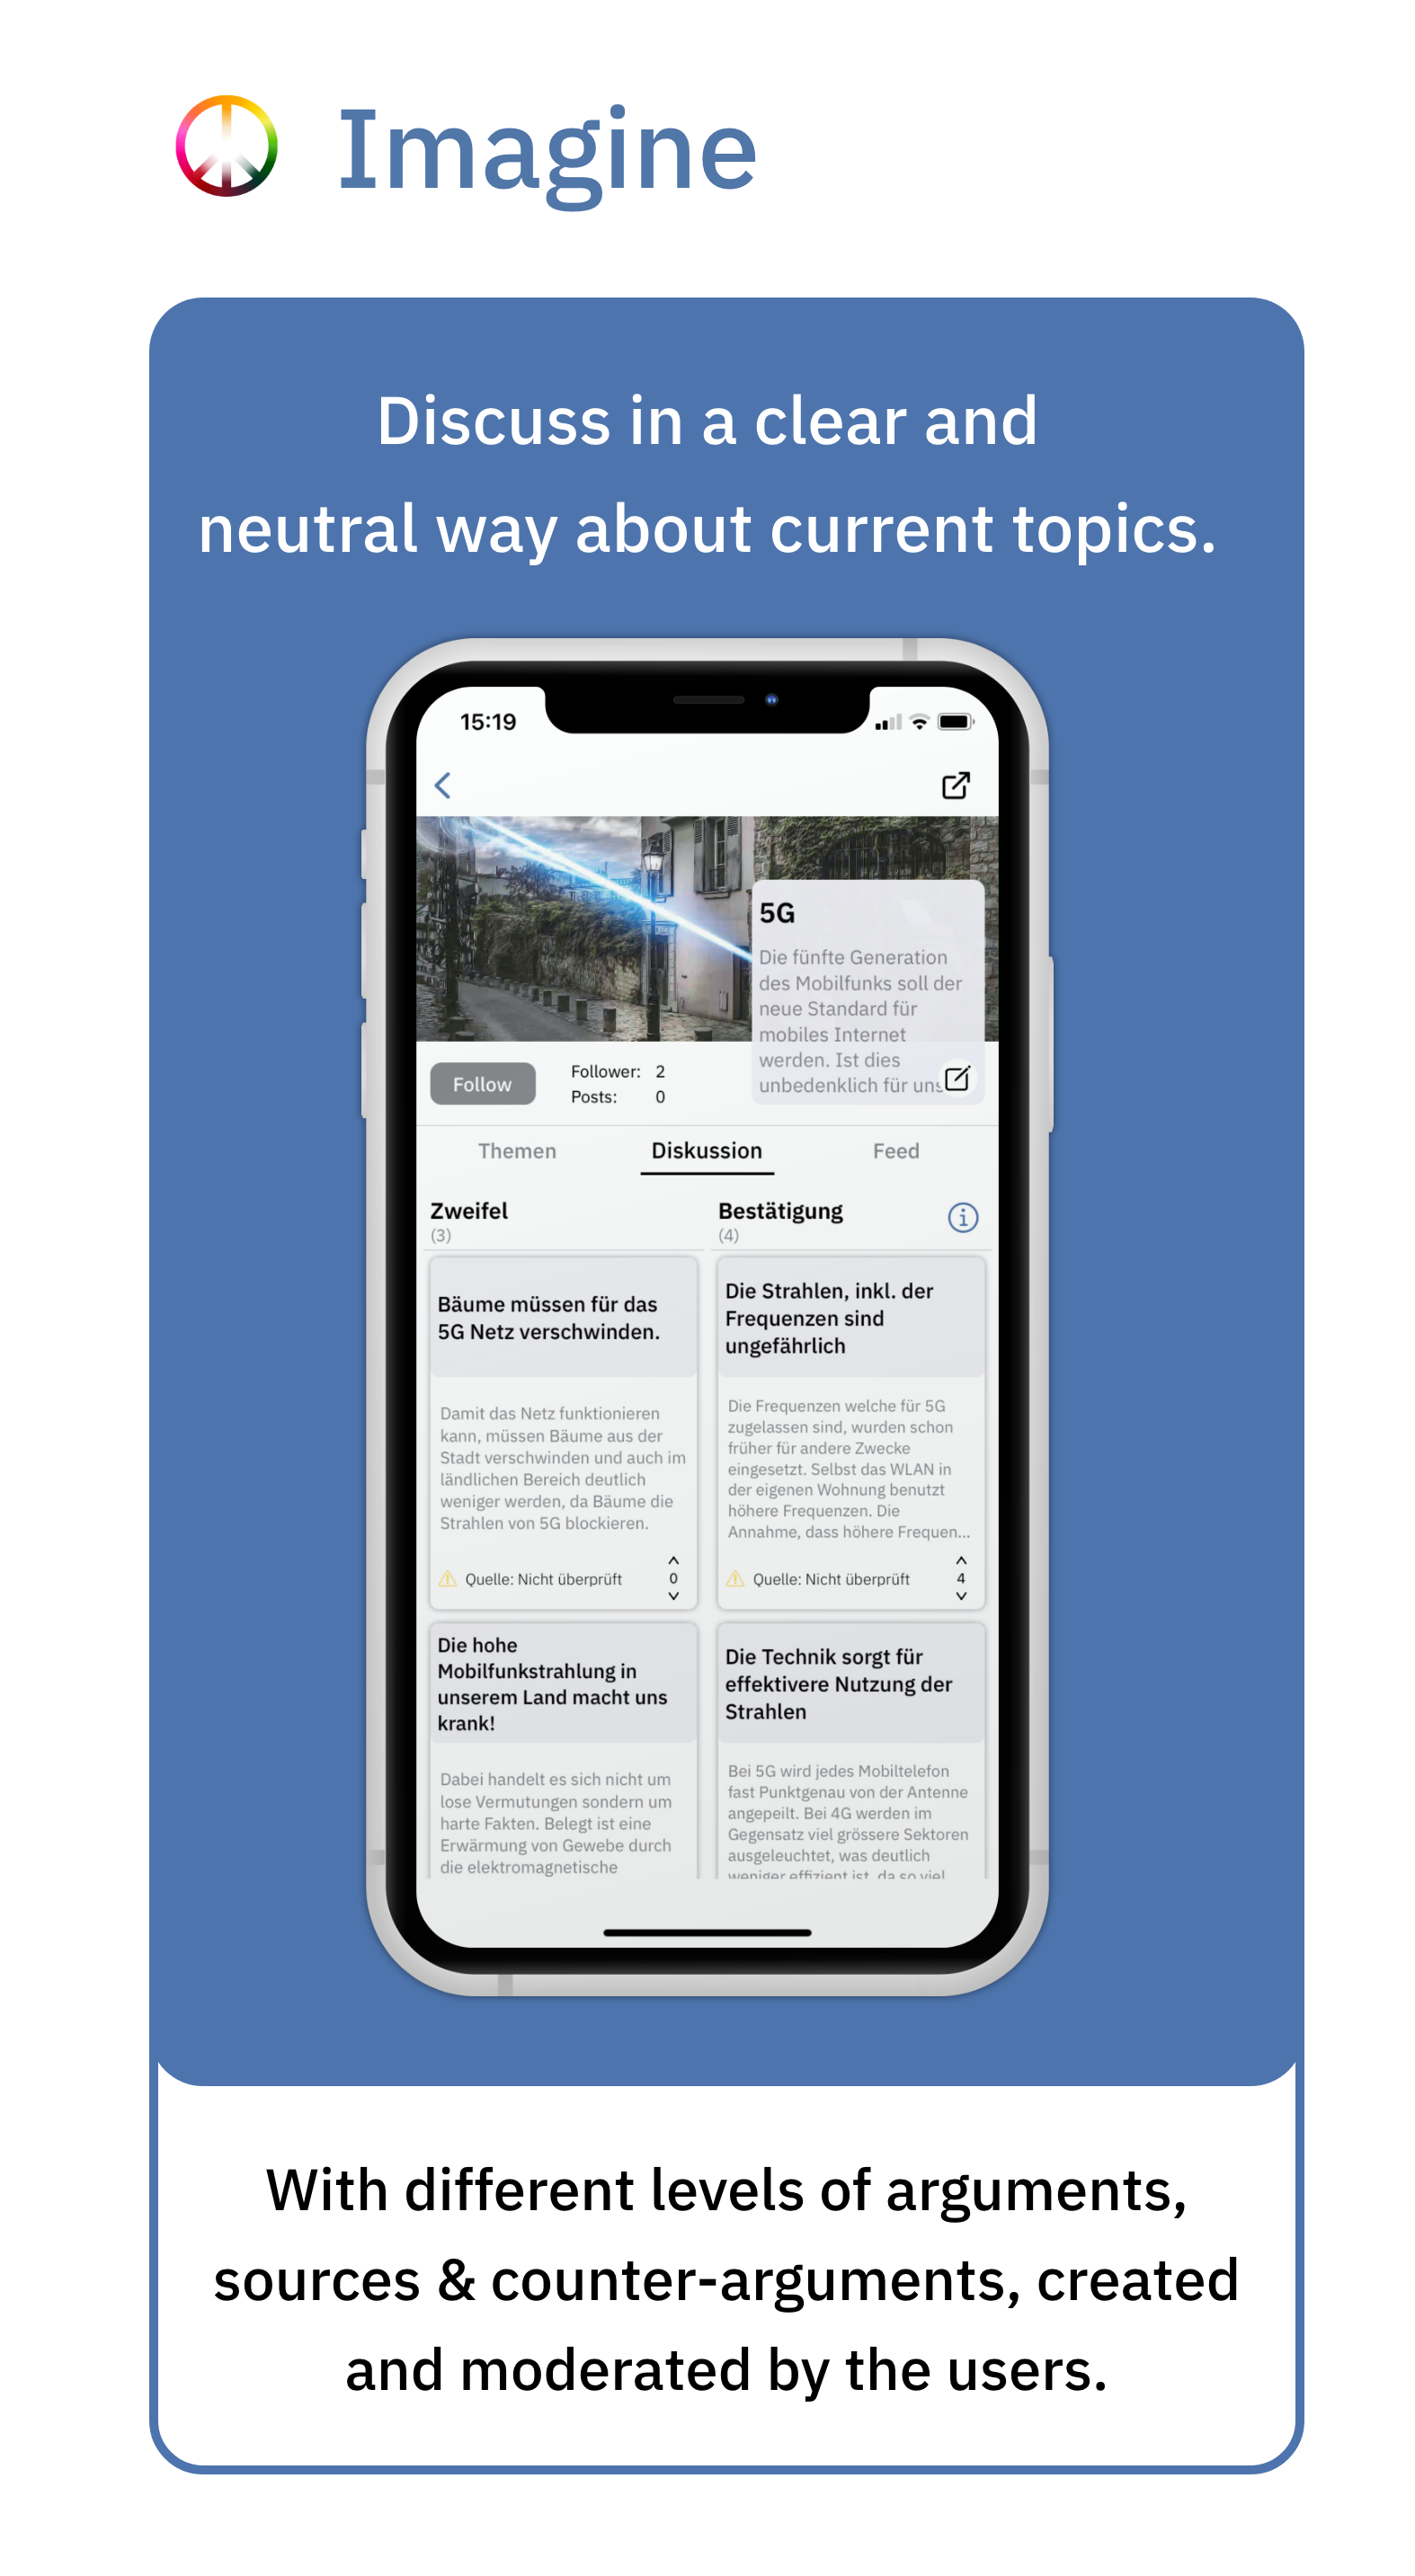 Imagine
Discuss in a clear and
neutral way about current topics.
15:19
5G
Die fünfte Generation
des Mobilfunks soll der
neue Standard für
mobiles Internet
werden. Ist dies
unbedenklich für uns
Follow
Follower: 2
Posts: 0
Themen
Diskussion
Feed
Zweifel
(3)
Bäume müssen für das
5G Netz verschwinden.
Damit das Netz funktionieren
kann, müssen Bäume aus der
Stadt verschwinden und auch im
ländlichen Bereich deutlich
weniger werden, da Bäume die
Strahlen von 5G blockieren.
Quelle: Nicht überprüft
0
Die hohe
Mobilfunkstrahlung in
unserem Land macht uns
krank!
Dabei handelt es sich nicht um
lose Vermutungen sondern um
harte Fakten. Belegt ist eine
Erwärmung von Gewebe durch
die elektromagnetische
Bestätigung
(4)
Die Strahlen, inkl. der
Frequenzen sind
ungefährlich
Die Frequenzen welche für 5G
zugelassen sind, wurden schon
früher für andere Zwecke
eingesetzt. Selbst das WLAN in
der eigenen Wohnung benutzt
höhere Frequenzen. Die
Annahme, dass höhere Frequen...
Quelle: Nicht überprüft
4
Die Technik sorgt für
effektivere Nutzung der
Strahlen
Bei 5G wird jedes Mobiltelefon
fast Punktgenau von der Antenne
angepeilt. Bei 4G werden im
Gegensatz viel grössere Sektoren
ausgeleuchtet, was deutlich
weniger effizient ist, da so viel
With different levels of arguments,
sources & counter-arguments, created
and moderated by the users.